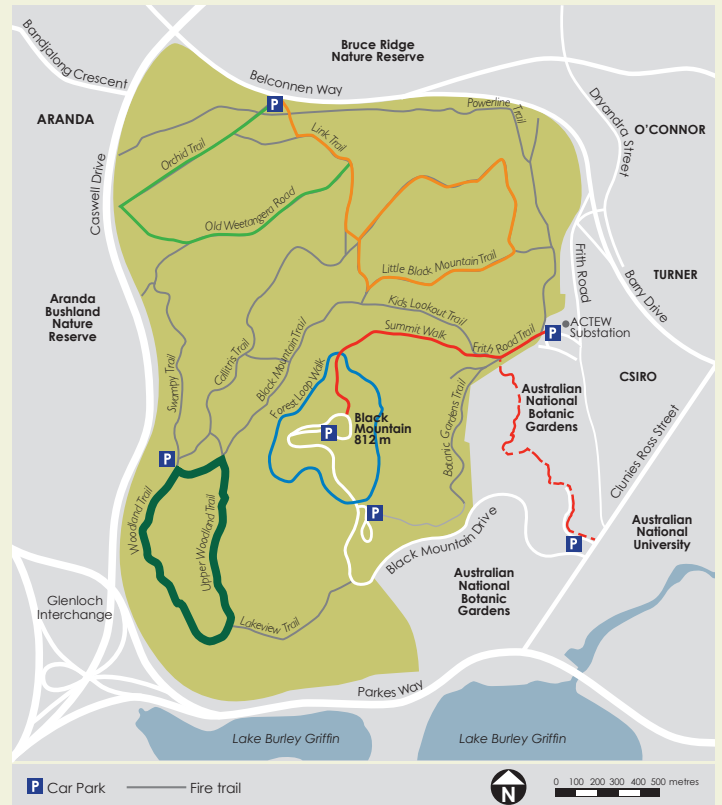 Bandjalong Crescent
Bruce Ridge
Nature Reserve
Belconnen Way
P
Powerline Trail
Dryandra Street
O'CONNOR
ARANDA
Link Trail
Orchid Trail
Caswell Drive
Old Weetangera Road
Little Black Mountain Trail
Frith Road
Barry Drive
TURNER
Aranda
Bushland
Nature
Reserve
Kids Lookout Trail
Summit Walk
Frith Road Trail
P
ACTEW
Substation
Swampy Trail
Callitris Trail
Black Mountain Trail
Forest Loop Walk
CSIRO
Australian
National
Botanic
Gardens
Botanic Gardens Trail
Clunies Ross Street
Black
Mountain
812 m
P
P
Woodland Trail
Upper Woodland Trail
P
Black Mountain Drive
P
Australian
National
University
Australian
National
Botanic
Gardens
Glenloch
Interchange
Lakeview Trail
Parkes Way
Lake Burley Griffin
Lake Burley Griffin
P Car Park
Fire trail
N
0 100 200 300 400 500 metres